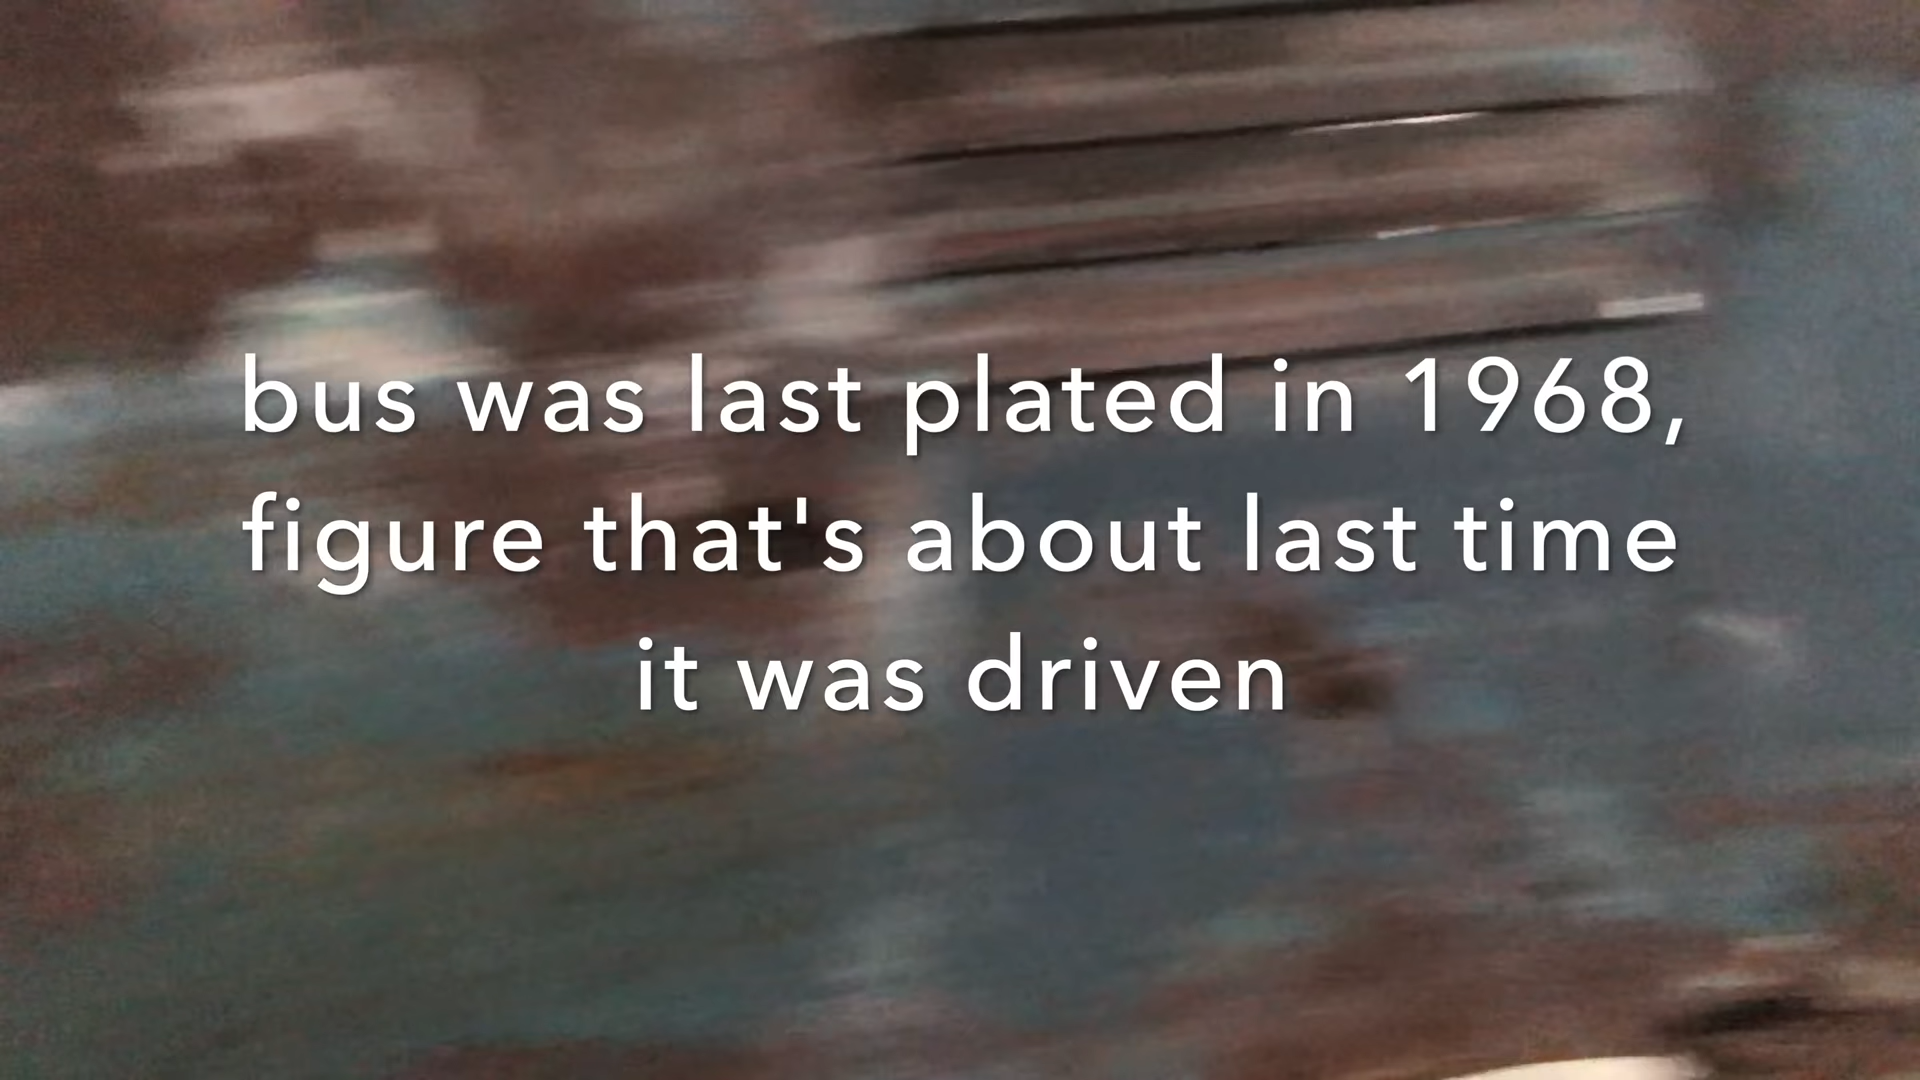 bus was last plated in 1968,
figure that's about last time
it was driven